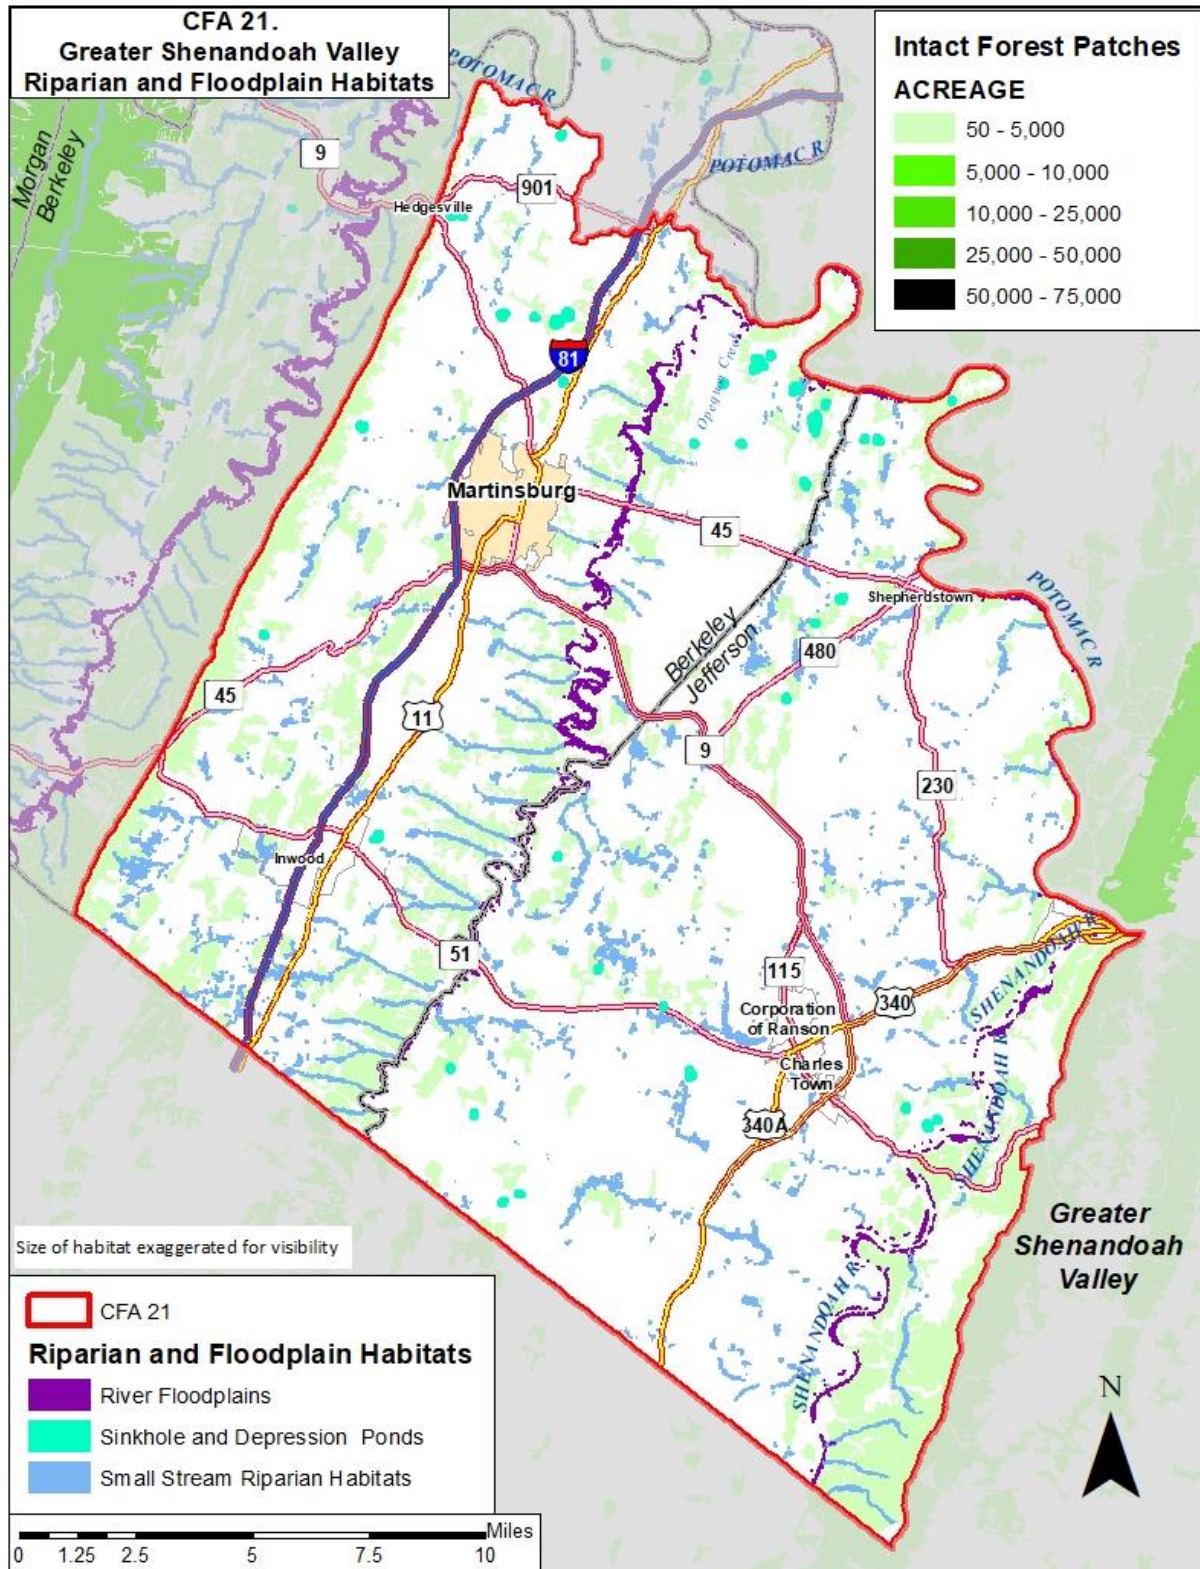 CFA 21.
Greater Shenandoah Valley
Riparian and Floodplain Habitats
Intact Forest Patches
ACREAGE
50 - 5,000
5,000 - 10,000
10,000 - 25,000
25,000 - 50,000
50,000 - 75,000
POTOMAC R
POTOMAC R
Morgan
Berkeley
9
901
Hedgesville
81
Opequon Creek
Martinsburg
45
Shepherdstown
POTOMAC R
Berkeley
Jefferson
480
45
11
9
230
Inwood
51
115
SHENANDOAH R
340
Corporation
of Ranson
Charles
Town
SHENANDOAH R
340A
Greater
Shenandoah
Valley
SHENANDOAH R
Size of habitat exaggerated for visibility
CFA 21
Riparian and Floodplain Habitats
River Floodplains
Sinkhole and Depression Ponds
Small Stream Riparian Habitats
N
Miles
0 1.25 2.5 5 7.5 10